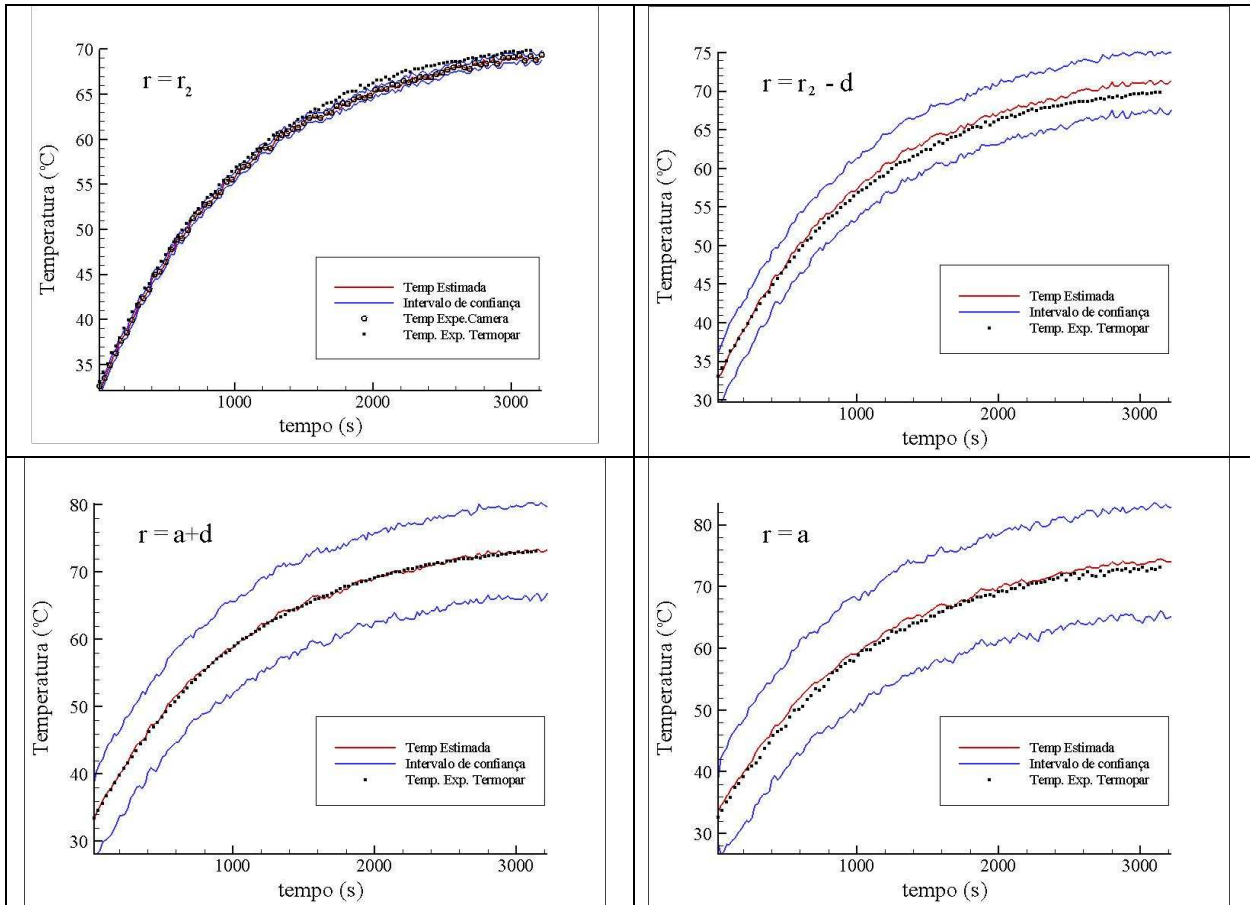 r = r₂
Temperatura (°C)
70
65
60
55
50
45
40
35
Temp Estimada
Intervalo de confiança
Temp Expe.Camera
Temp. Exp. Termopar
1000
2000
3000
tempo (s)
r = r₂ - d
Temperatura (°C)
75
70
65
60
55
50
45
40
35
30
Temp Estimada
Intervalo de confiança
Temp. Exp. Termopar
1000
2000
3000
tempo (s)
r = a+d
Temperatura (°C)
80
70
60
50
40
30
Temp Estimada
Intervalo de confiança
Temp. Exp. Termopar
1000
2000
3000
tempo (s)
r = a
Temperatura (°C)
80
70
60
50
40
30
Temp Estimada
Intervalo de confiança
Temp. Exp. Termopar
1000
2000
3000
tempo (s)